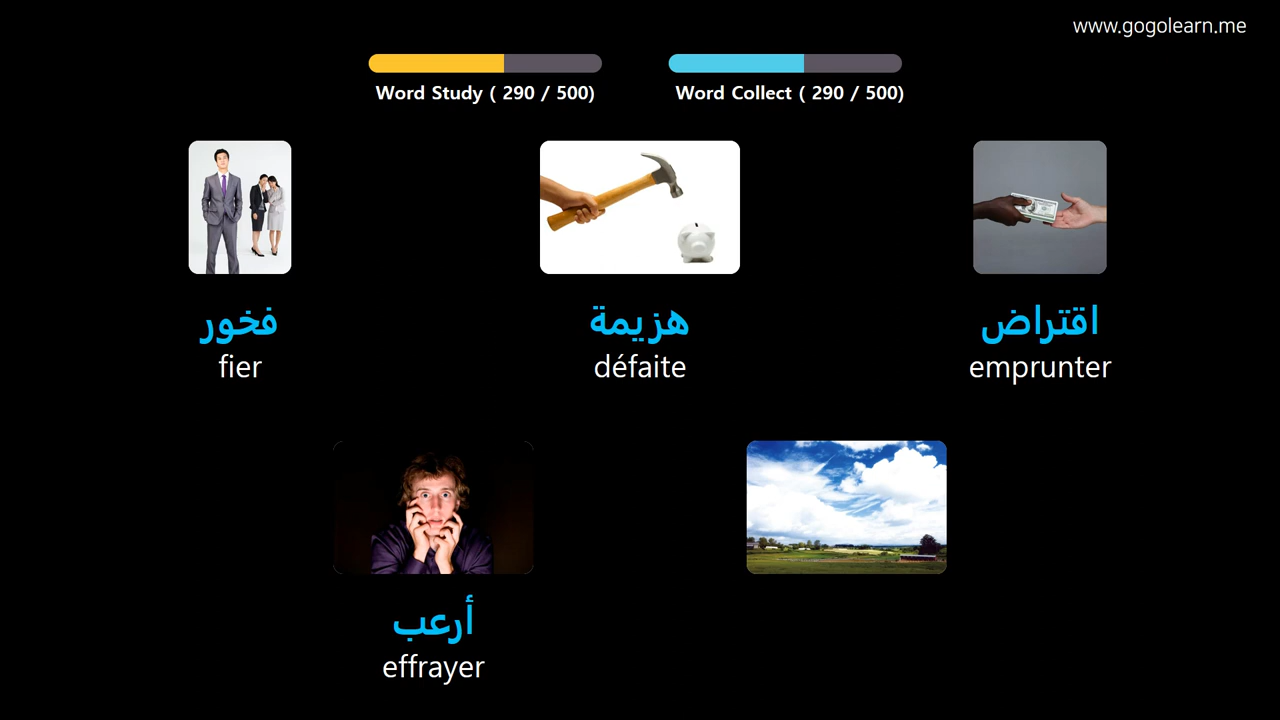 www.gogolearn.me
Word Study ( 290 / 500)
Word Collect ( 290 / 500)
فخور
fier
هزيمة
défaite
اقتراض
emprunter
أرعب
effrayer